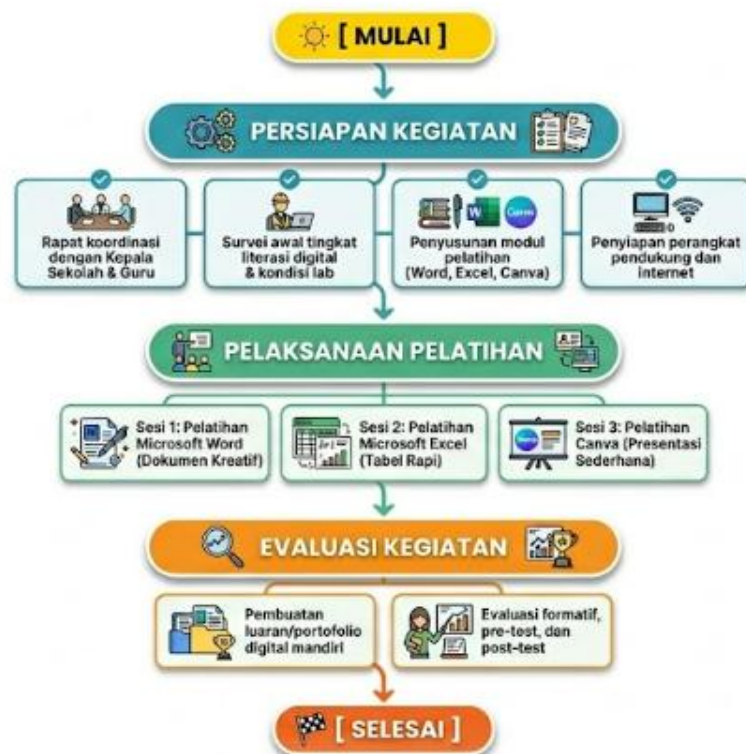 [ MULAI ]
PERSIAPAN KEGIATAN
Rapat koordinasi
dengan Kepala
Sekolah & Guru
Survei awal tingkat
literasi digital
& kondisi lab
W
Canva
Penyusunan modul
pelatihan
(Word, Excel, Canva)
Penyiapan perangkat
pendukung dan
internet
PELAKSANAAN PELATIHAN
Sesi 1: Pelatihan
Microsoft Word
(Dokumen Kreatif)
Sesi 2: Pelatihan
Microsoft Excel
(Tabel Rapi)
Sesi 3: Pelatihan
Canva (Presentasi
Sederhana)
EVALUASI KEGIATAN
Pembuatan
luaran/portofolio
digital mandiri
Evaluasi formatif,
pre-test, dan
post-test
[ SELESAI ]